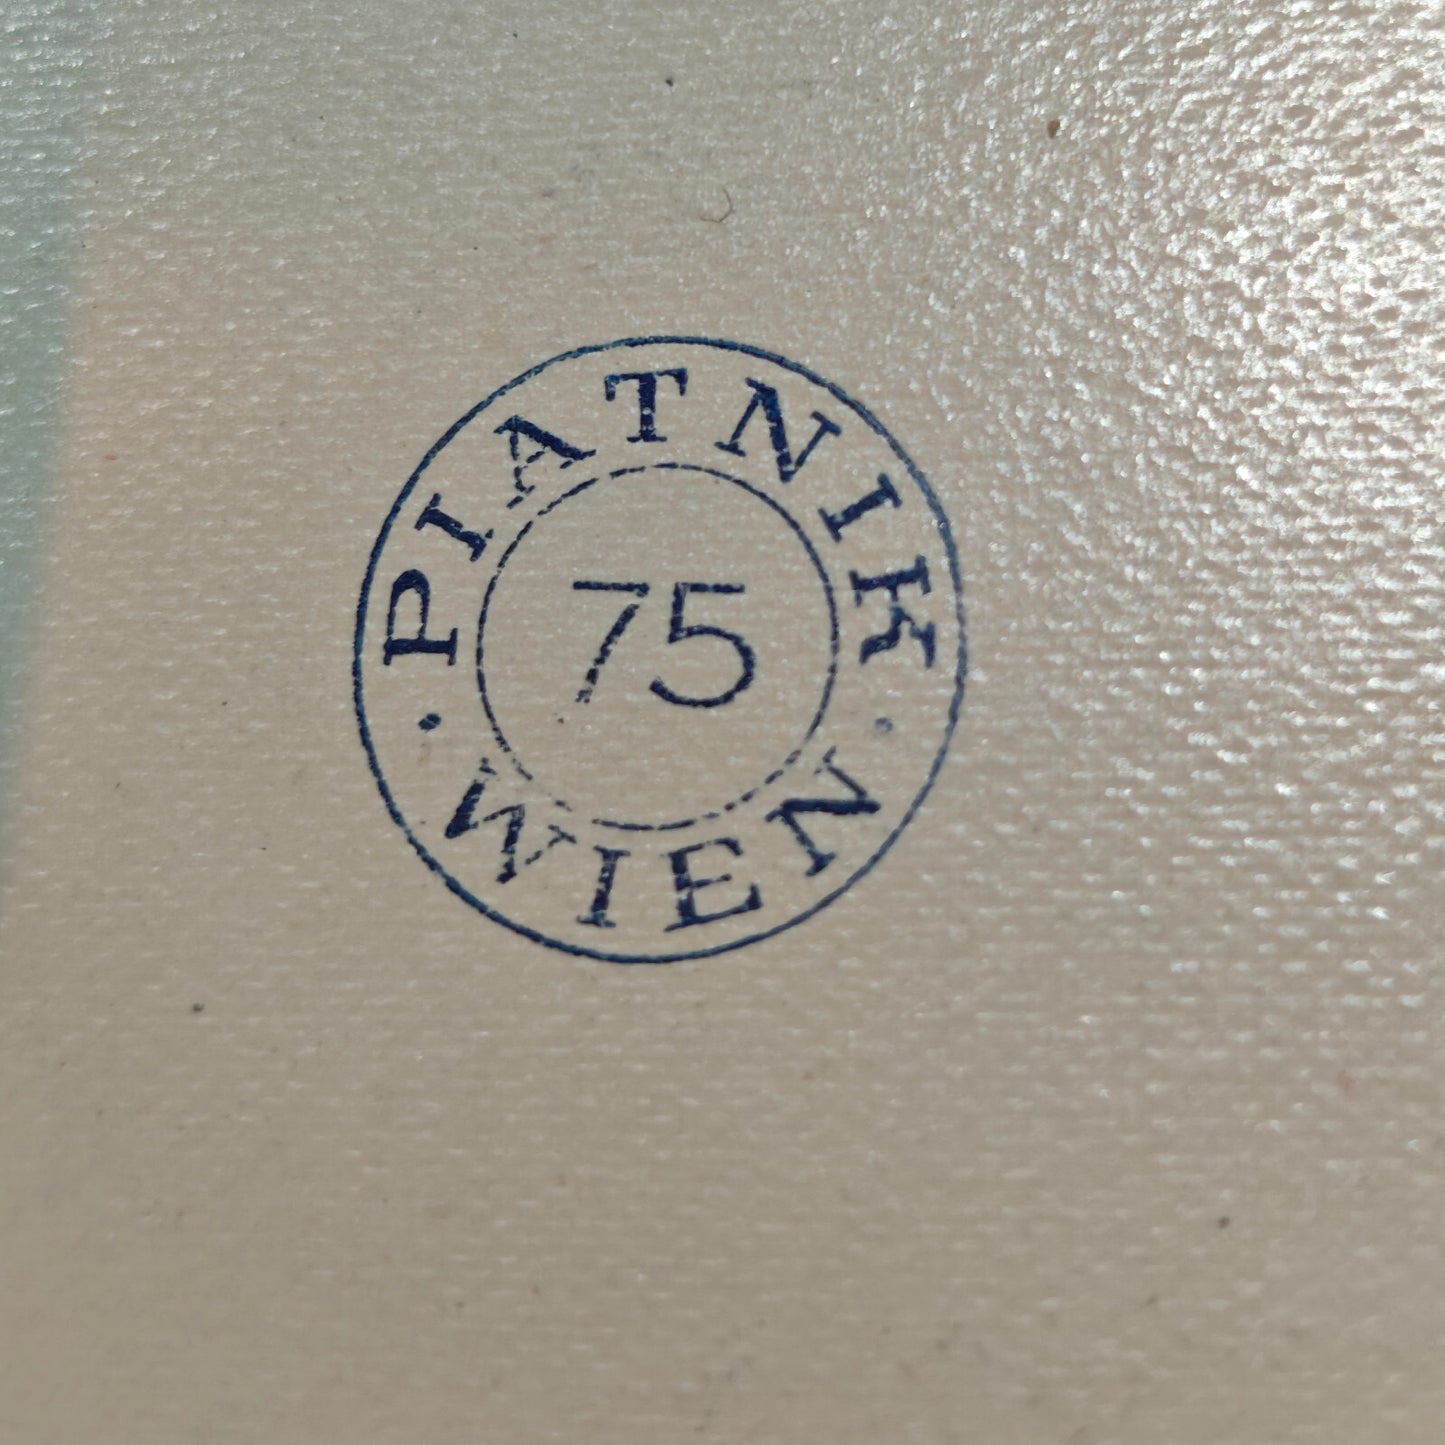 PIATNIK
75
· WIEN ·